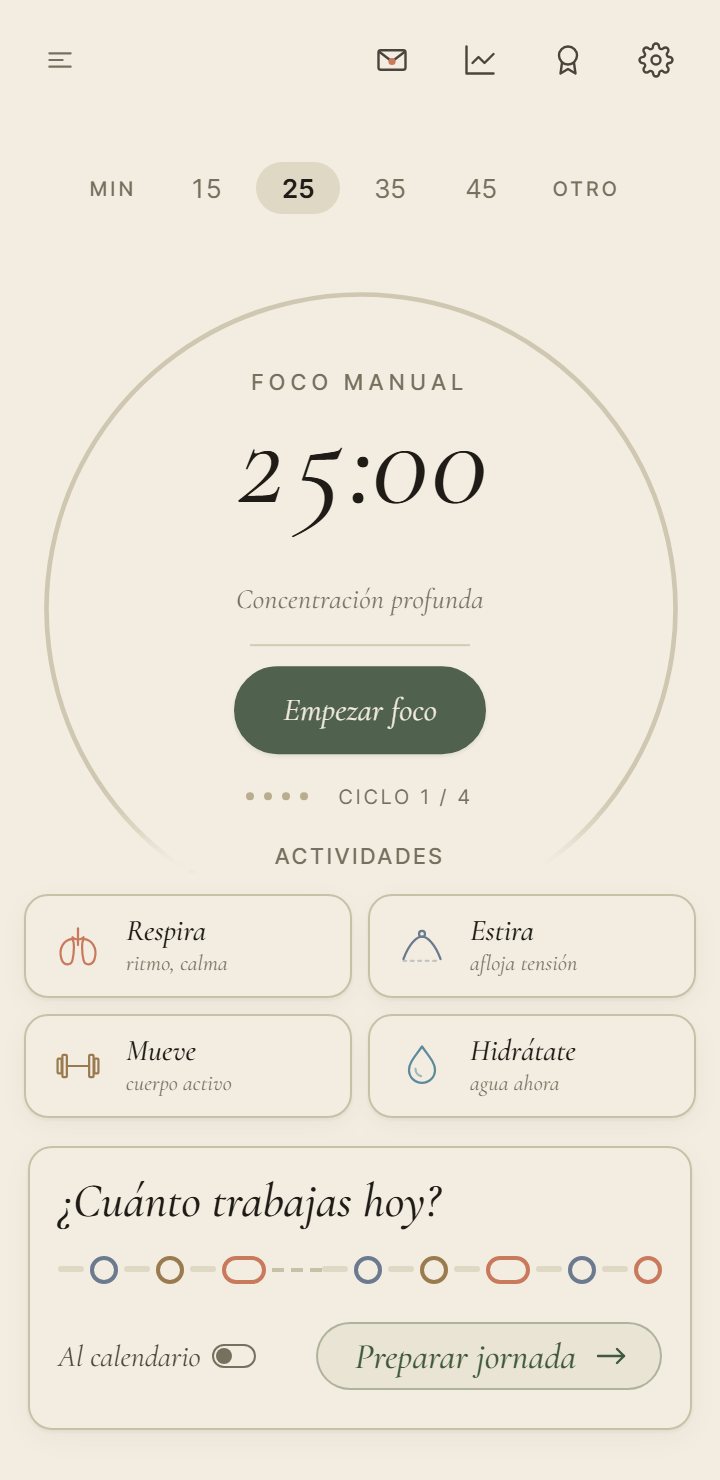 MIN 15 25 35 45 OTRO
FOCO MANUAL
25:00
Concentración profunda
Empezar foco
CICLO 1 / 4
ACTIVIDADES
Respira
ritmo, calma
Estira
afloja tensión
Mueve
cuerpo activo
Hidrátate
agua ahora
¿Cuánto trabajas hoy?
Al calendario
Preparar jornada